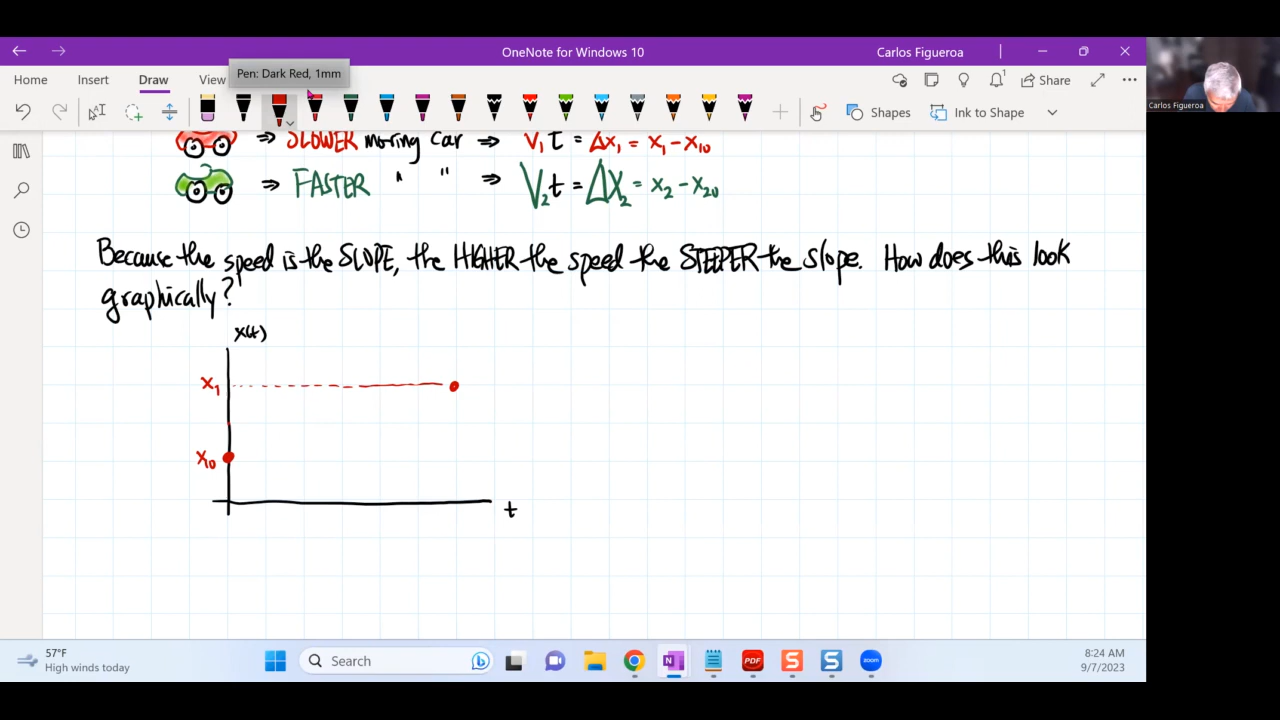 OneNote for Windows 10
Carlos Figueroa
Home
Insert
Draw
View
Pen: Dark Red, 1mm
Share
Shapes
Ink to Shape
Carlos Figueroa
⇒ SLOWER moving car ⇒ V₁t = Δx₁ = x₁ - x₁₀
⇒ FASTER " " ⇒ V₂t = Δx₂ = x₂ - x₂₀
Because the speed is the SLOPE, the HIGHER the speed the STEEPER the slope. How does this look
graphically?
x(t)
x₁
x₁₀
t
57°F
High winds today
Search
PDF
zoom
8:24 AM
9/7/2023